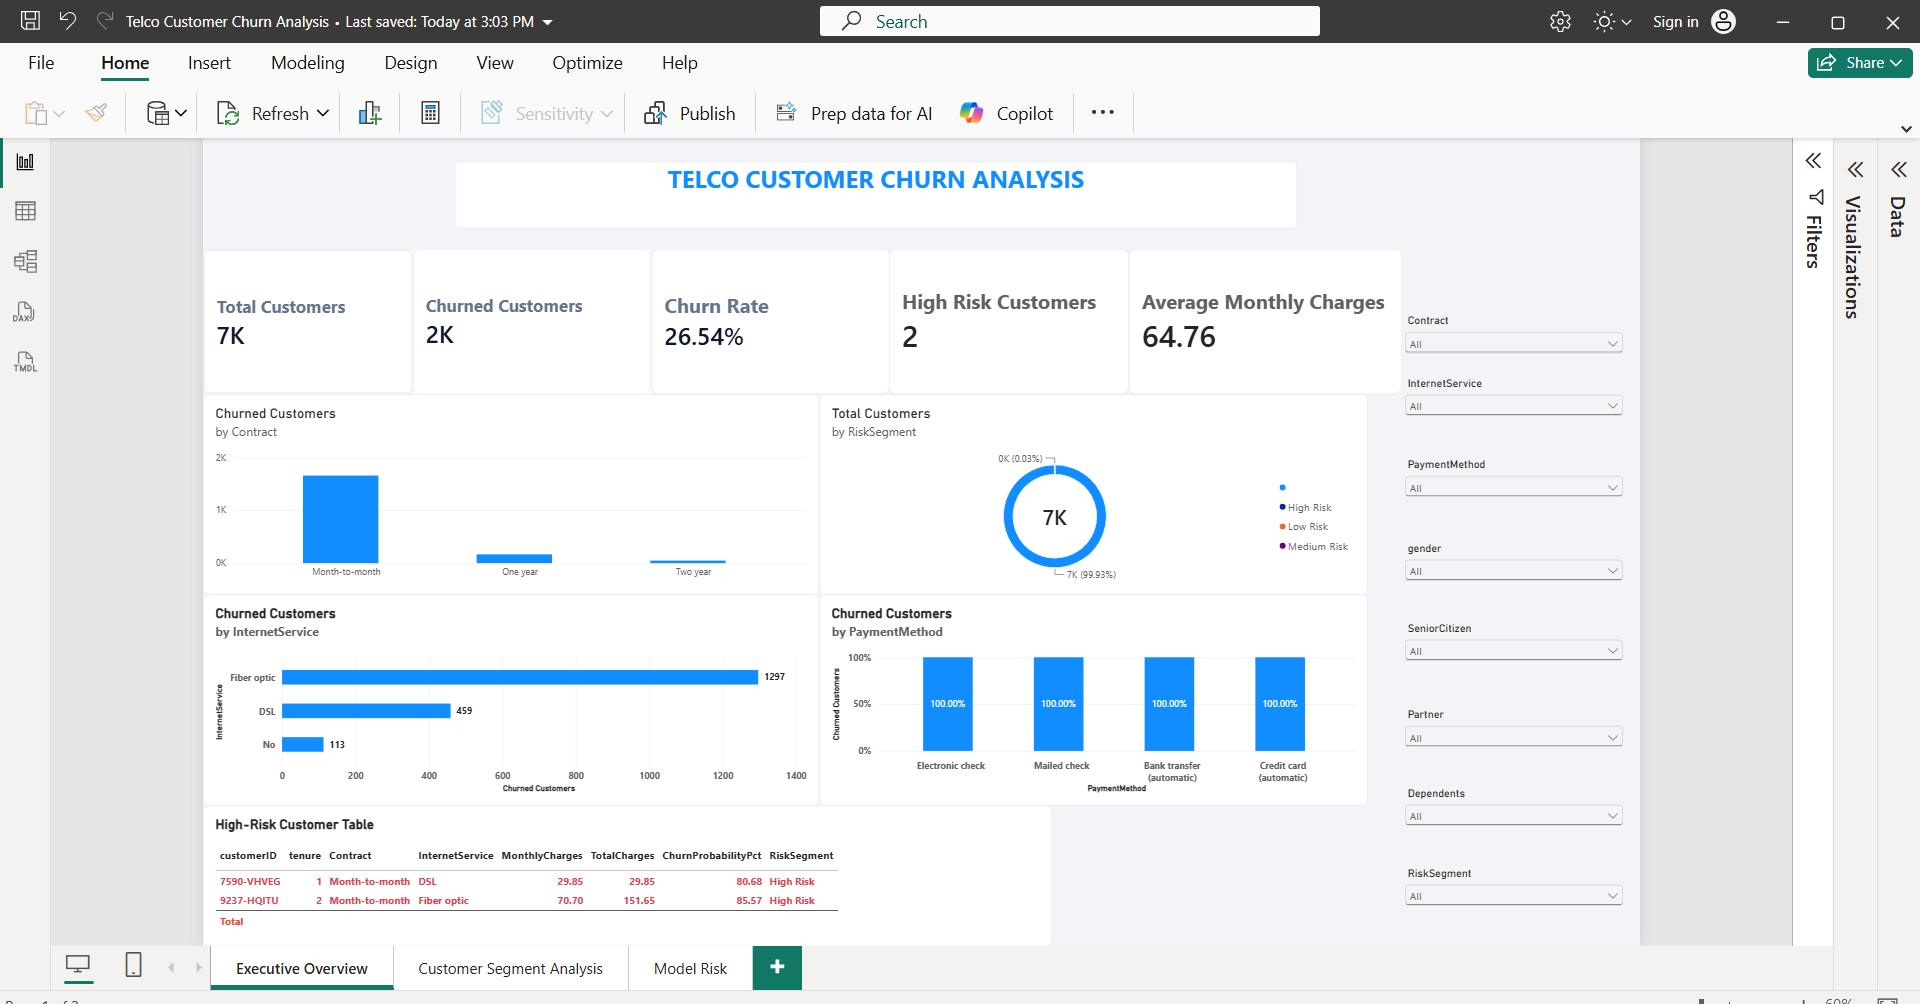 Telco Customer Churn Analysis • Last saved: Today at 3:03 PM
Search
Sign in
File
Home
Insert
Modeling
Design
View
Optimize
Help
Share
Refresh
Sensitivity
Publish
Prep data for AI
Copilot
DAX
TMDL
TELCO CUSTOMER CHURN ANALYSIS
Total Customers
7K
Churned Customers
2K
Churn Rate
26.54%
High Risk Customers
2
Average Monthly Charges
64.76
Churned Customers
by Contract
2K
1K
0K
Month-to-month
One year
Two year
Total Customers
by RiskSegment
0K (0.03%)
7K
7K (99.93%)
High Risk
Low Risk
Medium Risk
Churned Customers
by InternetService
InternetService
Fiber optic
1297
DSL
459
No
113
0 200 400 600 800 1000 1200 1400
Churned Customers
Churned Customers
by PaymentMethod
Churned Customers
100%
50%
0%
100.00% 100.00% 100.00% 100.00%
Electronic check
Mailed check
Bank transfer
(automatic)
Credit card
(automatic)
PaymentMethod
High-Risk Customer Table
customerID tenure Contract InternetService MonthlyCharges TotalCharges ChurnProbabilityPct RiskSegment
7590-VHVEG 1 Month-to-month DSL 29.85 29.85 80.68 High Risk
9237-HQITU 2 Month-to-month Fiber optic 70.70 151.65 85.57 High Risk
Total
Contract
All
InternetService
All
PaymentMethod
All
gender
All
SeniorCitizen
All
Partner
All
Dependents
All
RiskSegment
All
Filters
Visualizations
Data
Executive Overview
Customer Segment Analysis
Model Risk